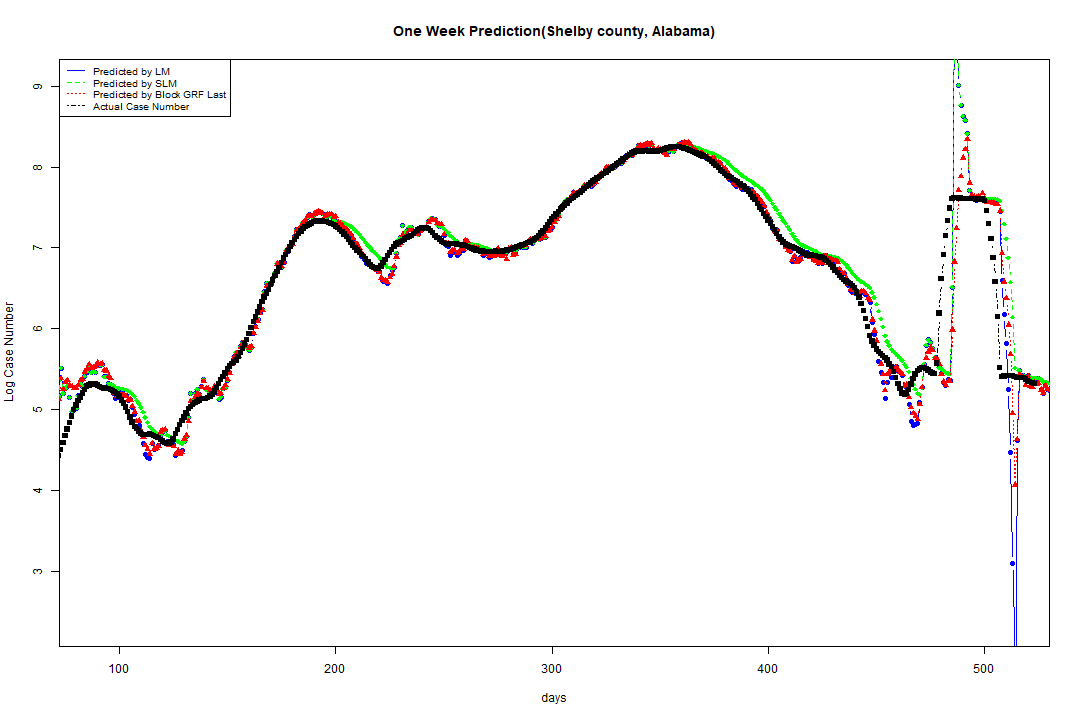 One Week Prediction(Shelby county, Alabama)
Predicted by LM
Predicted by SLM
Predicted by Block GRF Last
Actual Case Number
Log Case Number
9
8
7
6
5
4
3
100 200 300 400 500
days